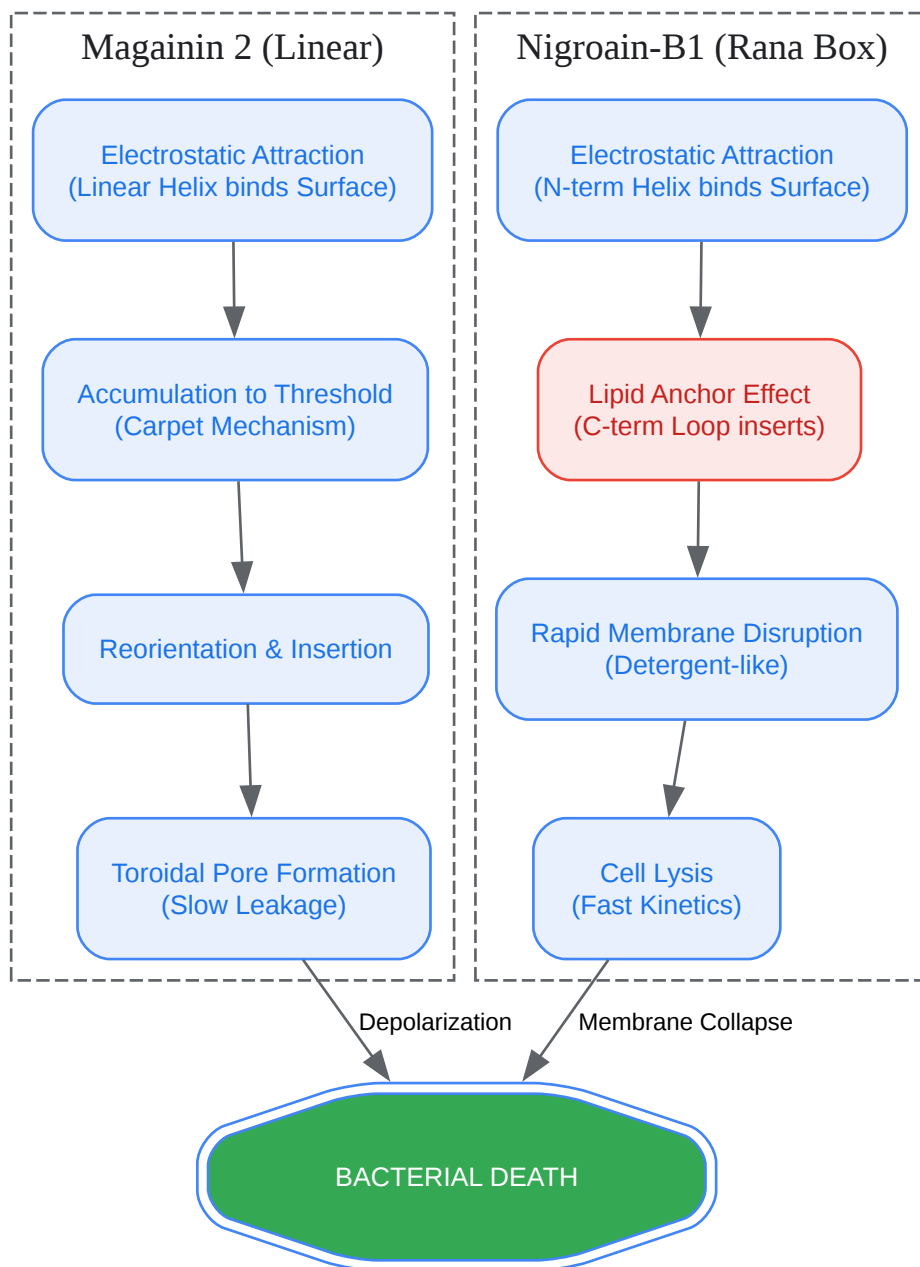 Magainin 2 (Linear)
Electrostatic Attraction
(Linear Helix binds Surface)
Accumulation to Threshold
(Carpet Mechanism)
Reorientation & Insertion
Toroidal Pore Formation
(Slow Leakage)
Depolarization
Nigroain-B1 (Rana Box)
Electrostatic Attraction
(N-term Helix binds Surface)
Lipid Anchor Effect
(C-term Loop inserts)
Rapid Membrane Disruption
(Detergent-like)
Cell Lysis
(Fast Kinetics)
Membrane Collapse
BACTERIAL DEATH